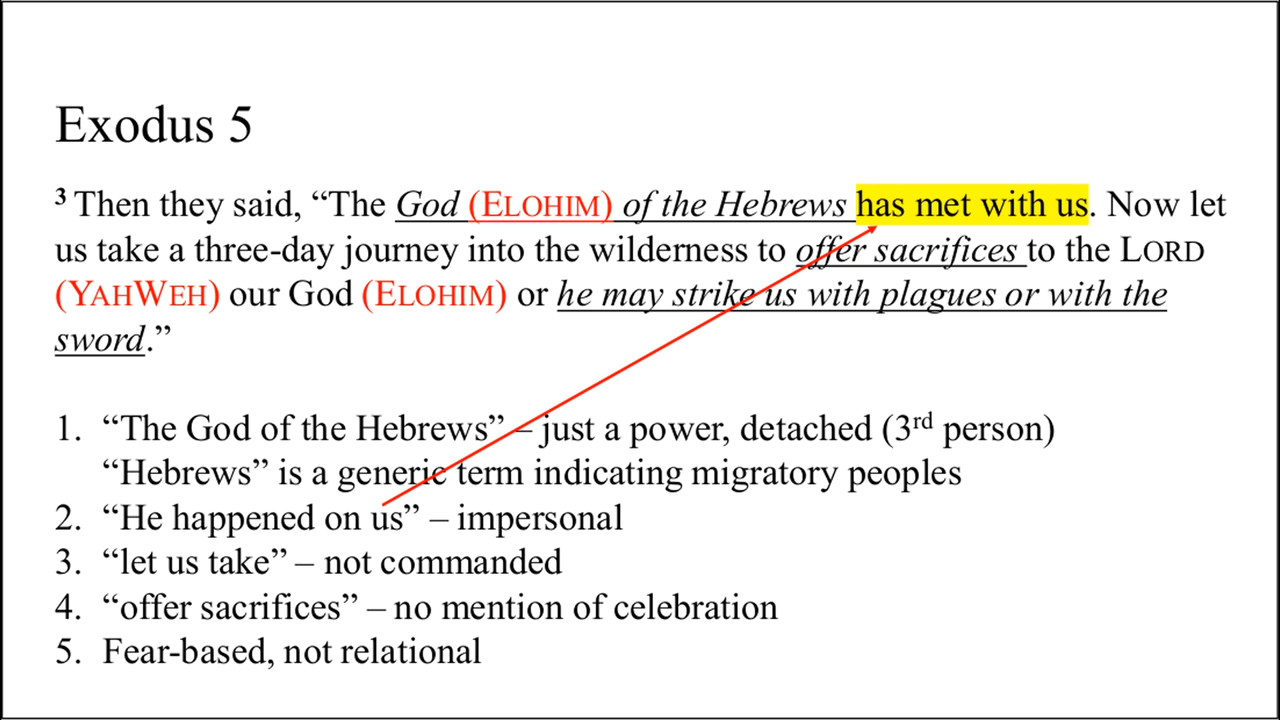 Exodus 5
3 Then they said, “The God (ELOHIM) of the Hebrews has met with us. Now let
us take a three-day journey into the wilderness to offer sacrifices to the LORD
(YAHWEH) our God (ELOHIM) or he may strike us with plagues or with the
sword.”
1. “The God of the Hebrews” – just a power, detached (3rd person)
“Hebrews” is a generic term indicating migratory peoples
2. “He happened on us” – impersonal
3. “let us take” – not commanded
4. “offer sacrifices” – no mention of celebration
5. Fear-based, not relational